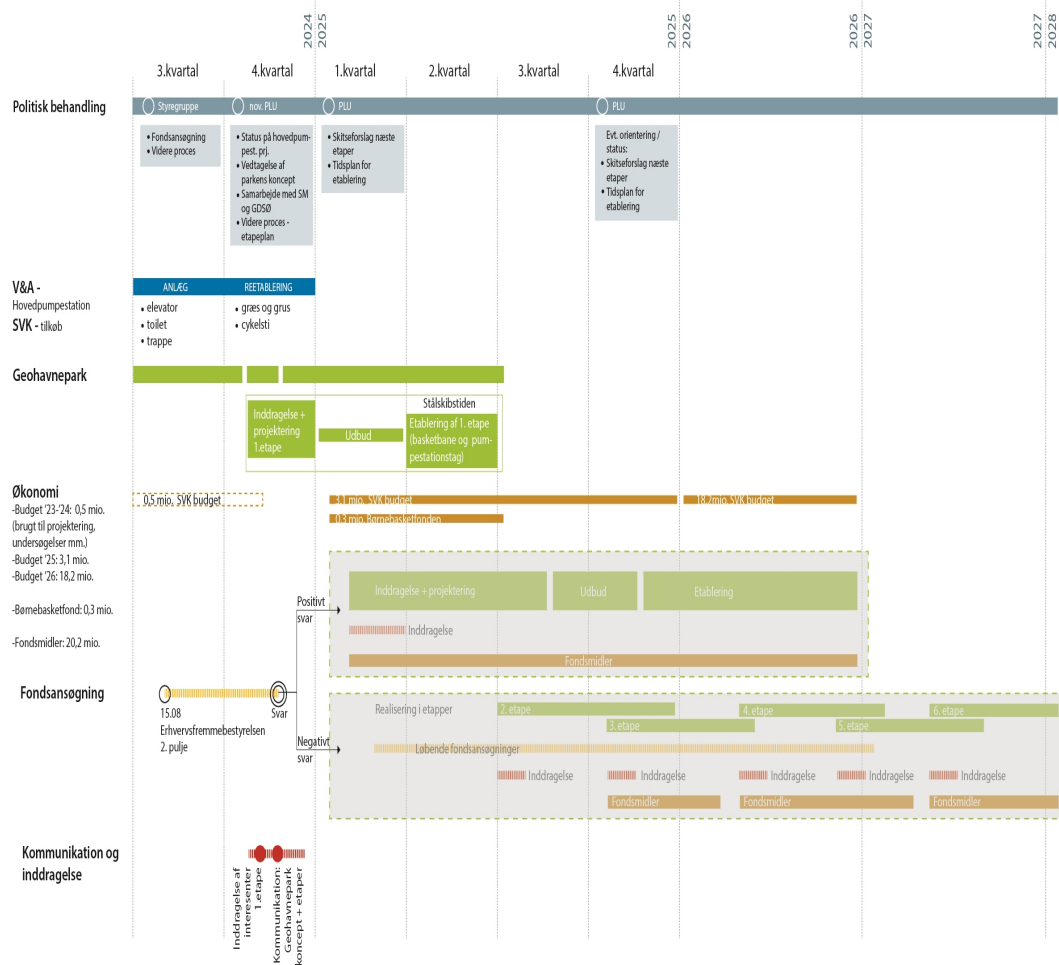 2024
2025
2025
2026
2026
2027
2027
2028
3.kvartal
4.kvartal
1.kvartal
2.kvartal
3.kvartal
4.kvartal
Politisk behandling
Styregruppe
nov. PLU
PLU
PLU
• Fondsansøgning
• Videre proces
• Status på hovedpum-
pest. prj.
• Vedtagelse af
parkens koncept
• Samarbejde med SM
og GDSØ
• Videre proces -
etapeplan
• Skitseforslag næste
etaper
• Tidsplan for
etablering
Evt. orientering /
status:
• Skitseforslag næste
etaper
• Tidsplan for
etablering
V&A -
Hovedpumpestation
SVK - tilkøb
ANLÆG
REETABLERING
• elevator
• toilet
• trappe
• græs og grus
• cykelsti
Geohavnepark
Inddragelse +
projektering
1.etape
Udbud
Stålskibstiden
Etablering af 1. etape
(basketbane og pum-
pestationstag)
Økonomi
-Budget '23-'24: 0,5 mio.
(brugt til projektering,
undersøgelser mm.)
-Budget '25: 3,1 mio.
-Budget '26: 18,2 mio.
-Børnebasketfond: 0,3 mio.
-Fondsmidler: 20,2 mio.
0,5 mio. SVK budget
3,1 mio. SVK budget
18,2mio. SVK budget
0,3 mio. Børnebasketfonden
Positivt
svar
Inddragelse + projektering
Udbud
Etablering
Inddragelse
Fondsmidler
Fondsansøgning
15.08
Erhvervsfremmebestyrelsen
2. pulje
Svar
Negativt
svar
Realisering i etapper
2. etape
3. etape
4. etape
5. etape
6. etape
Løbende fondsansøgninger
Inddragelse
Inddragelse
Inddragelse
Inddragelse
Inddragelse
Fondsmidler
Fondsmidler
Fondsmidler
Kommunikation og
inddragelse
Inddragelse af
interesenter
1.etape
Kommunikation:
Geohavnepark
koncept + etaper